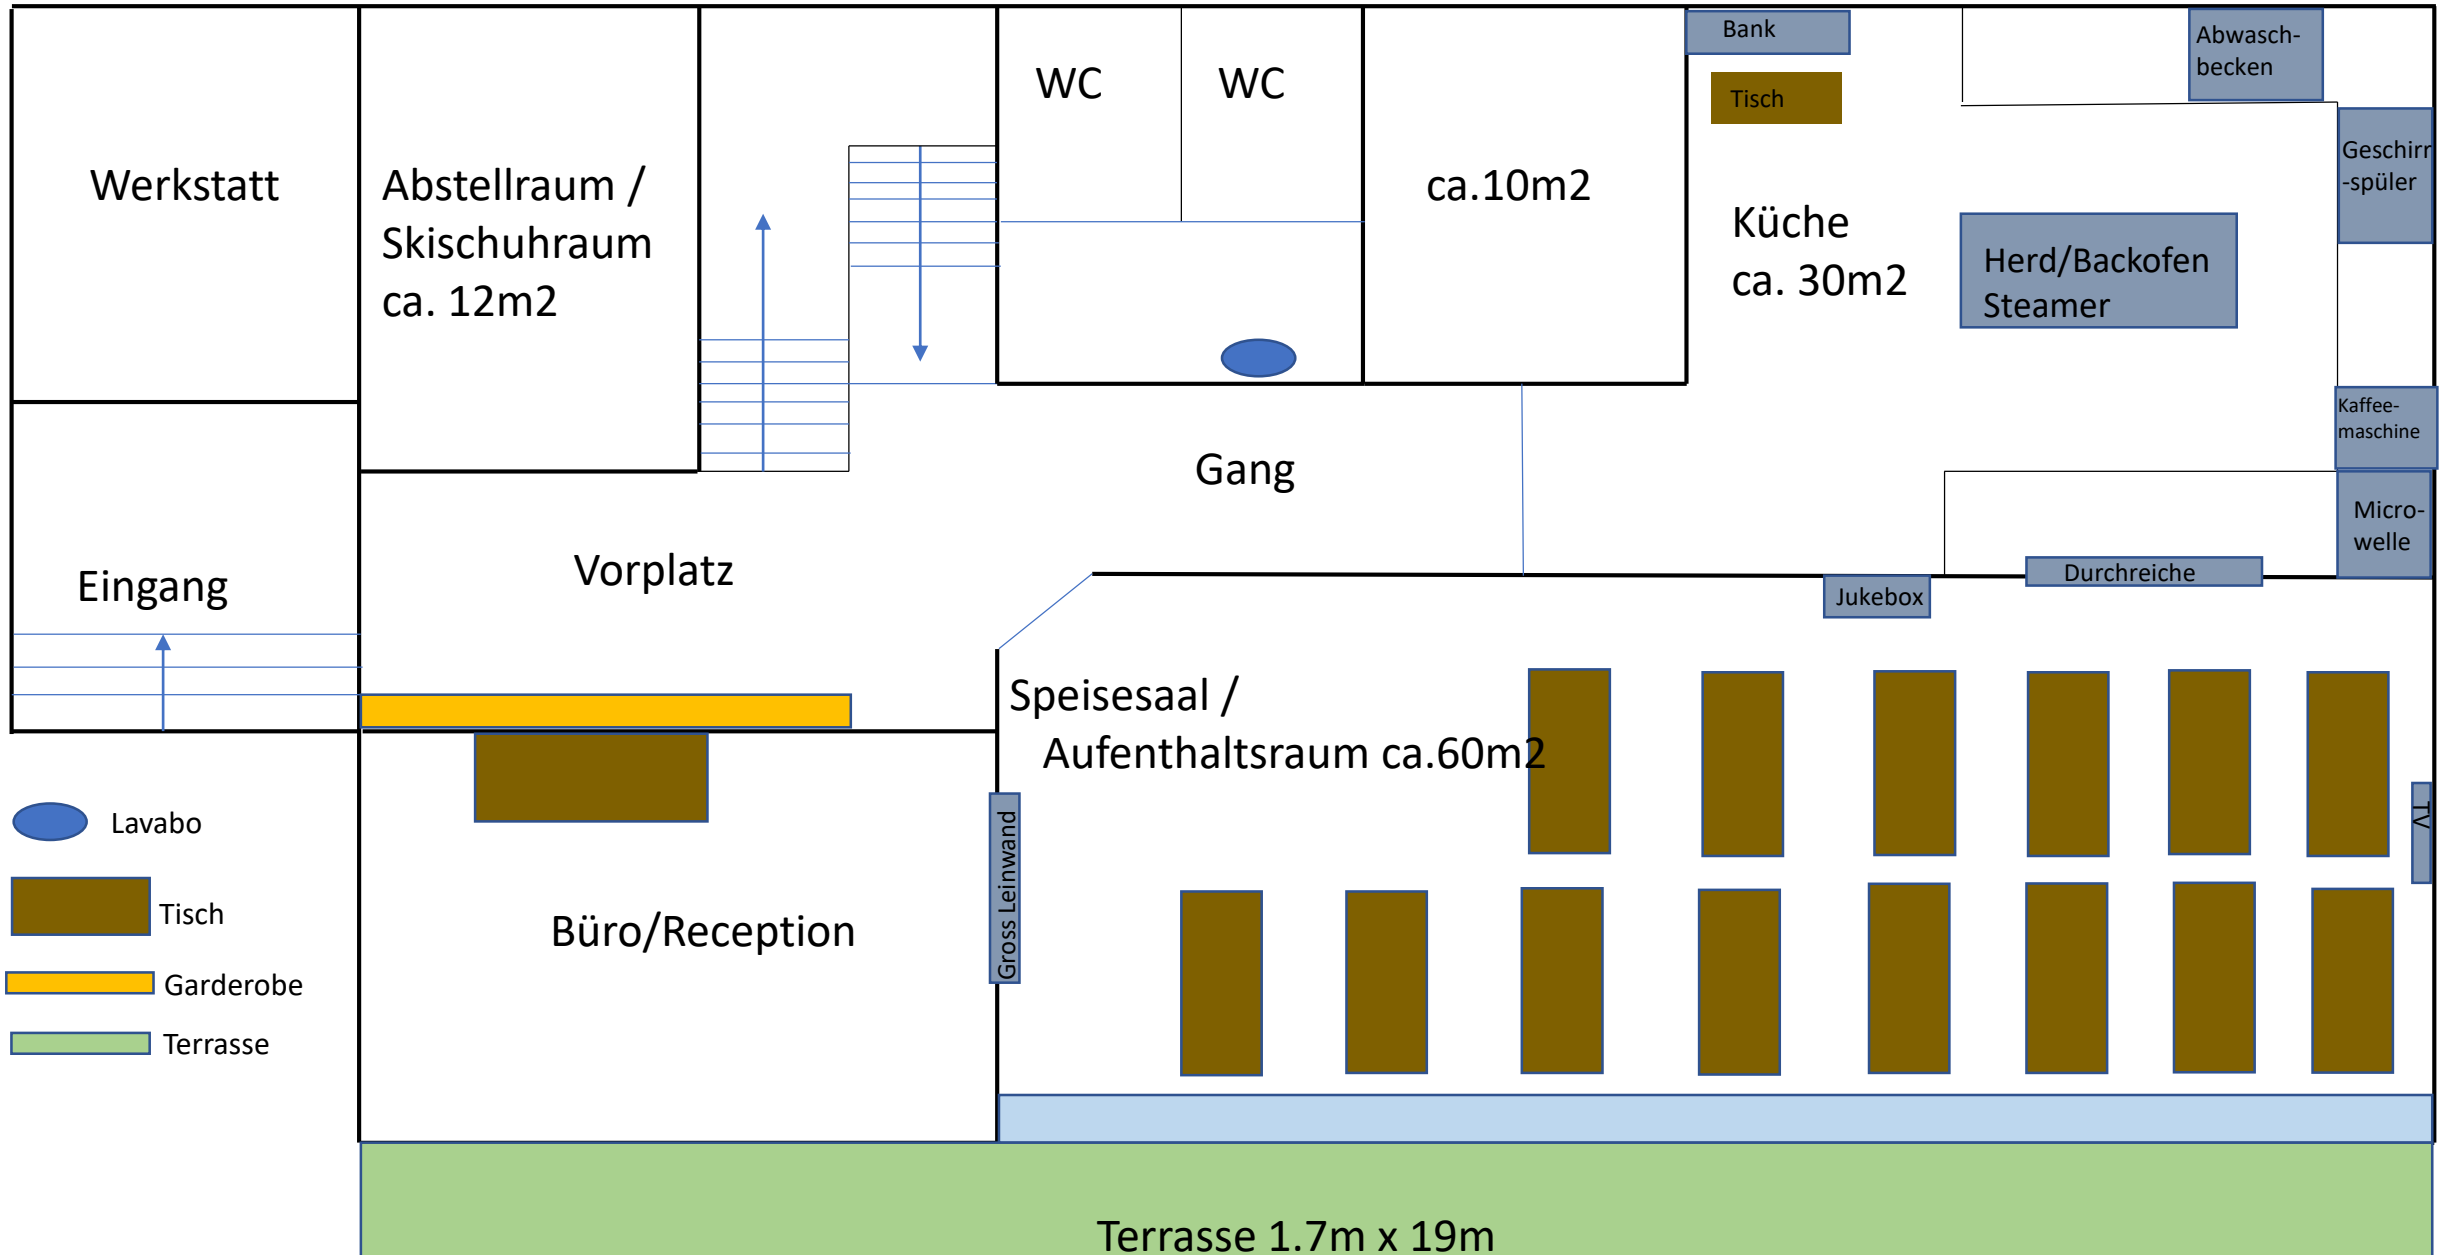 Bank
Abwasch-
becken
WC
WC
Tisch
Werkstatt
Abstellraum /
Skischuhraum
ca. 12m2
ca.10m2
Küche
ca. 30m2
Geschirr
-spüler
Herd/Backofen
Steamer
Kaffee-
maschine
Gang
Micro-
welle
Eingang
Vorplatz
Durchreiche
Jukebox
Speisesaal /
Aufenthaltsraum ca.60m2
TV
Gross Leinwand
Lavabo
Tisch
Büro/Reception
Garderobe
Terrasse
Terrasse 1.7m x 19m